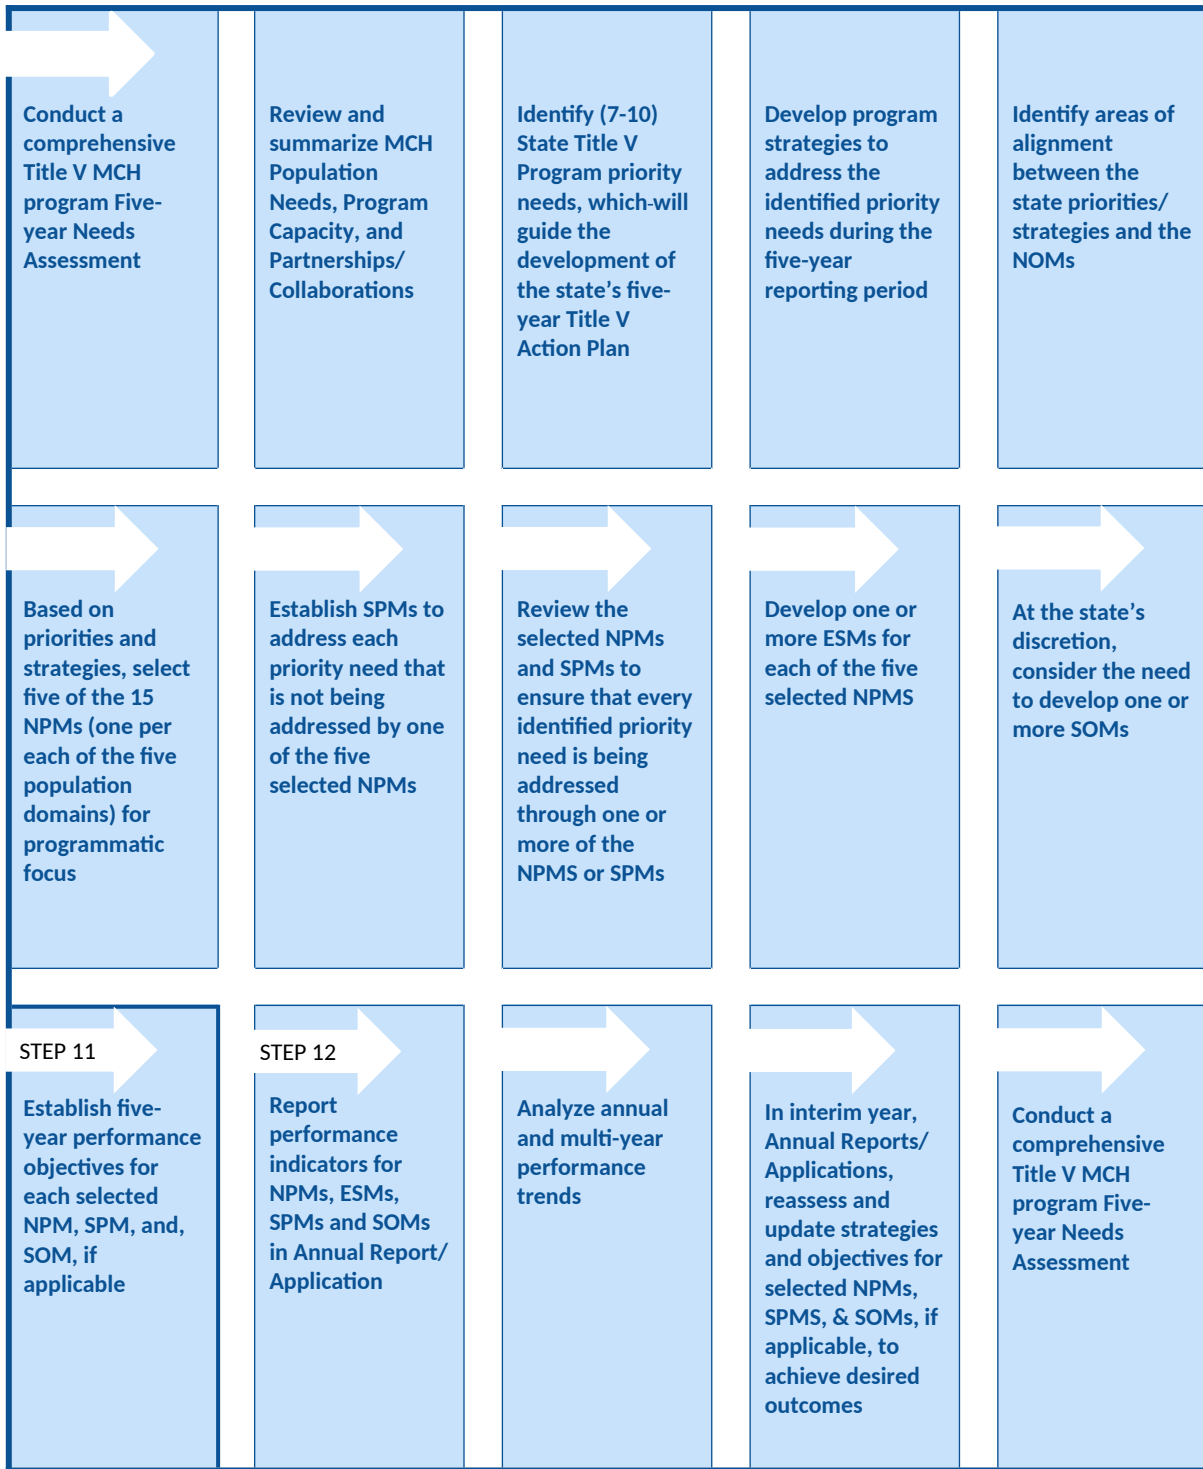 Conduct a
comprehensive
Title V MCH
program Five-
year Needs
Assessment
Review and
summarize MCH
Population
Needs, Program
Capacity, and
Partnerships/
Collaborations
Identify (7-10)
State Title V
Program priority
needs, which-will
guide the
development of
the state’s five-
year Title V
Action Plan
Develop program
strategies to
address the
identified priority
needs during the
five-year
reporting period
Identify areas of
alignment
between the
state priorities/
strategies and the
NOMs
Based on
priorities and
strategies, select
five of the 15
NPMs (one per
each of the five
population
domains) for
programmatic
focus
Establish SPMs to
address each
priority need that
is not being
addressed by one
of the five
selected NPMs
Review the
selected NPMs
and SPMs to
ensure that every
identified priority
need is being
addressed
through one or
more of the
NPMS or SPMs
Develop one or
more ESMs for
each of the five
selected NPMS
At the state’s
discretion,
consider the need
to develop one or
more SOMs
STEP 11
Establish five-
year performance
objectives for
each selected
NPM, SPM, and,
SOM, if
applicable
STEP 12
Report
performance
indicators for
NPMs, ESMs,
SPMs and SOMs
in Annual Report/
Application
Analyze annual
and multi-year
performance
trends
In interim year,
Annual Reports/
Applications,
reassess and
update strategies
and objectives for
selected NPMs,
SPMS, & SOMs, if
applicable, to
achieve desired
outcomes
Conduct a
comprehensive
Title V MCH
program Five-
year Needs
Assessment